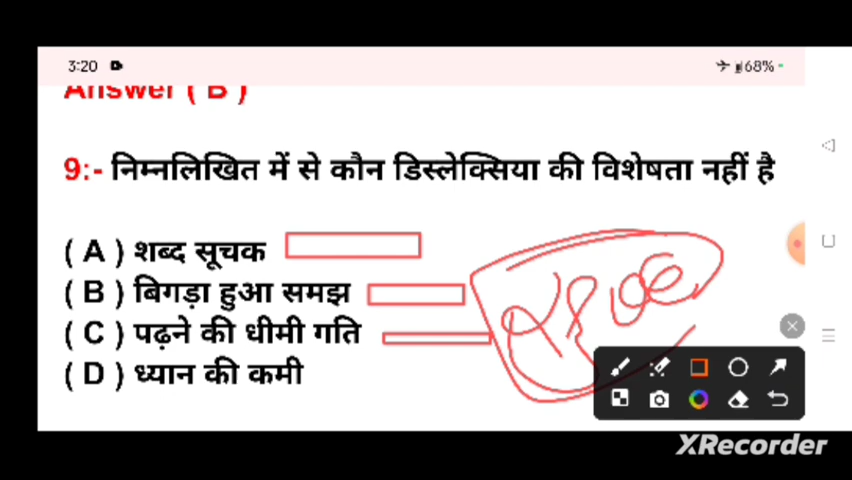 3:20 68%
Answer ( B )
9:- निम्नलिखित में से कौन डिस्लेक्सिया की विशेषता नहीं है
( A ) शब्द सूचक
( B ) बिगड़ा हुआ समझ
( C ) पढ़ने की धीमी गति
( D ) ध्यान की कमी
XRecorder